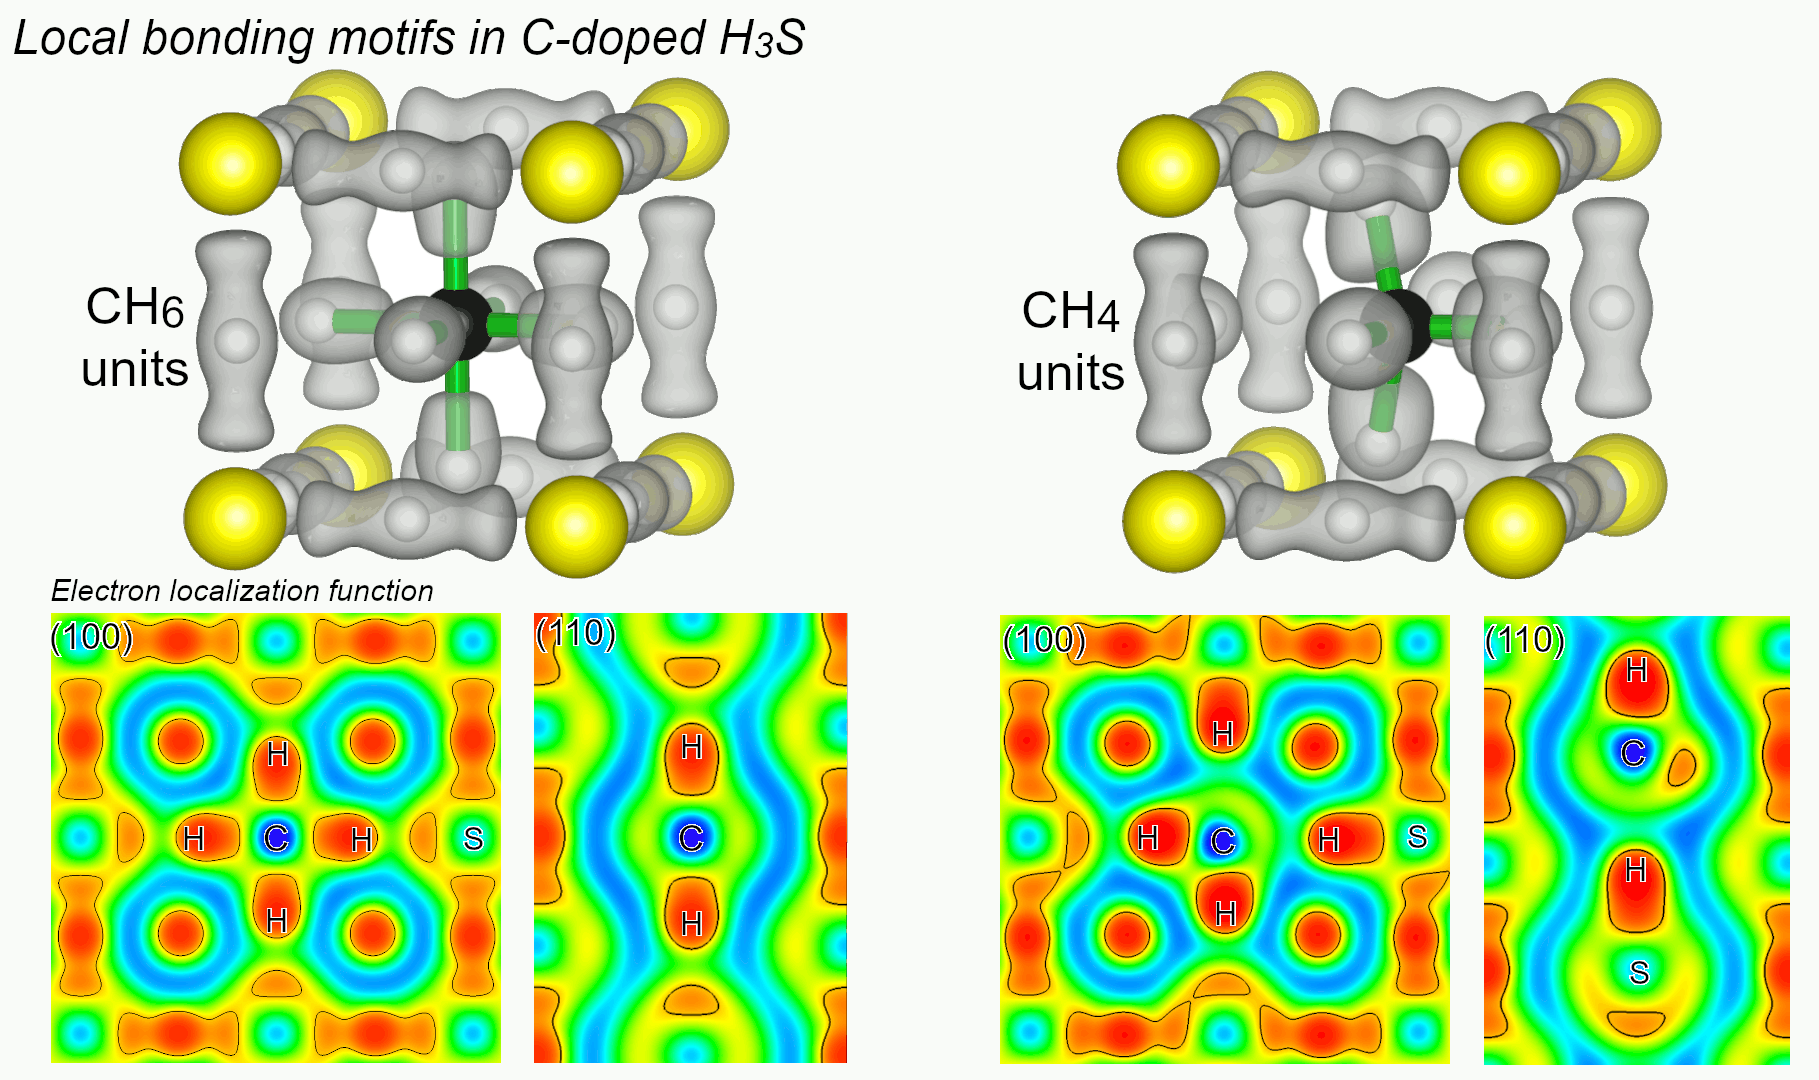 Local bonding motifs in C-doped H₃S
CH₆
units
CH₄
units
Electron localization function
(100)
H
H
C
H
S
H
(110)
H
C
H
(100)
H
H
C
H
S
H
(110)
H
C
H
S